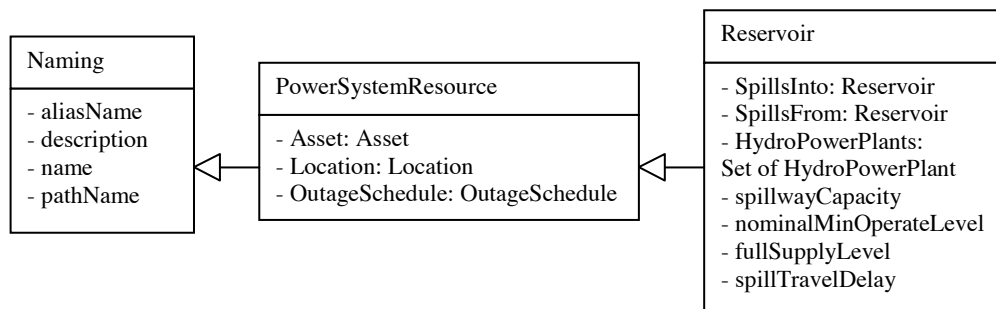 Naming
- aliasName
- description
- name
- pathName
PowerSystemResource
- Asset: Asset
- Location: Location
- OutageSchedule: OutageSchedule
Reservoir
- SpillsInto: Reservoir
- SpillsFrom: Reservoir
- HydroPowerPlants:
Set of HydroPowerPlant
- spillwayCapacity
- nominalMinOperateLevel
- fullSupplyLevel
- spillTravelDelay